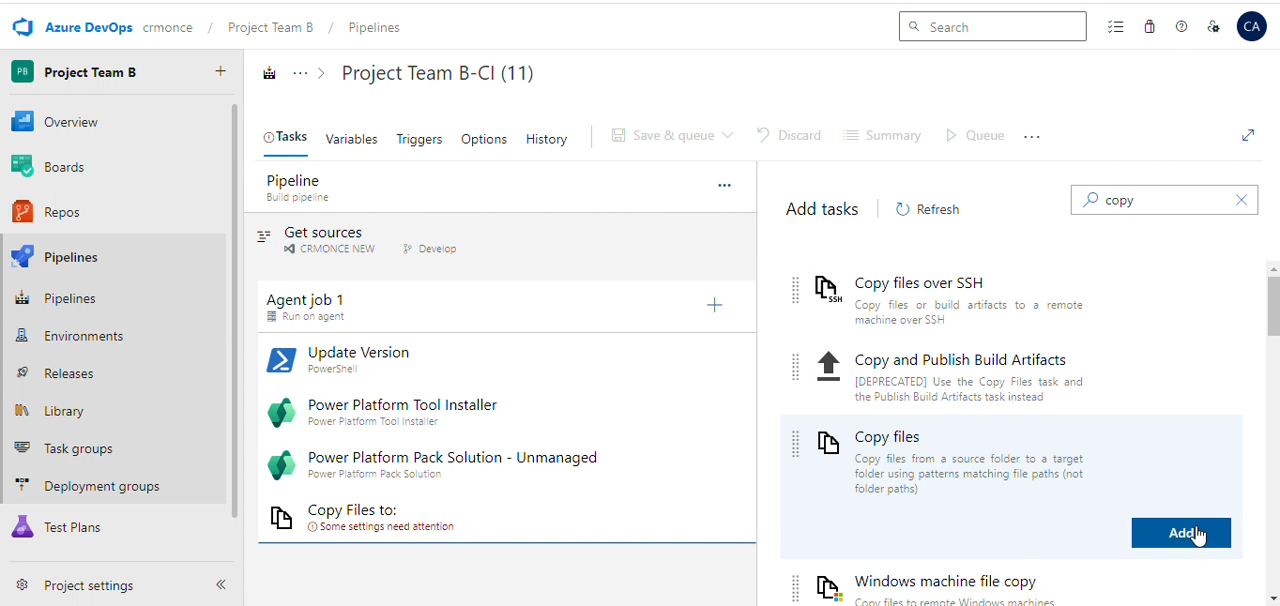 Azure DevOps crmonce / Project Team B / Pipelines
Search
CA
PB Project Team B +
Overview
Boards
Repos
Pipelines
Pipelines
Environments
Releases
Library
Task groups
Deployment groups
Test Plans
Project settings «
... > Project Team B-CI (11)
Tasks Variables Triggers Options History Save & queue Discard Summary Queue ...
Pipeline ...
Build pipeline
Get sources
CRMONCE NEW Develop
Agent job 1 +
Run on agent
Update Version
PowerShell
Power Platform Tool Installer
Power Platform Tool Installer
Power Platform Pack Solution - Unmanaged
Power Platform Pack Solution
Copy Files to:
Some settings need attention
Add tasks Refresh copy
SSH
Copy files over SSH
Copy files or build artifacts to a remote
machine over SSH
Copy and Publish Build Artifacts
[DEPRECATED] Use the Copy Files task and
the Publish Build Artifacts task instead
Copy files
Copy files from a source folder to a target
folder using patterns matching file paths (not
folder paths)
Add
Windows machine file copy
Copy files to remote Windows machines